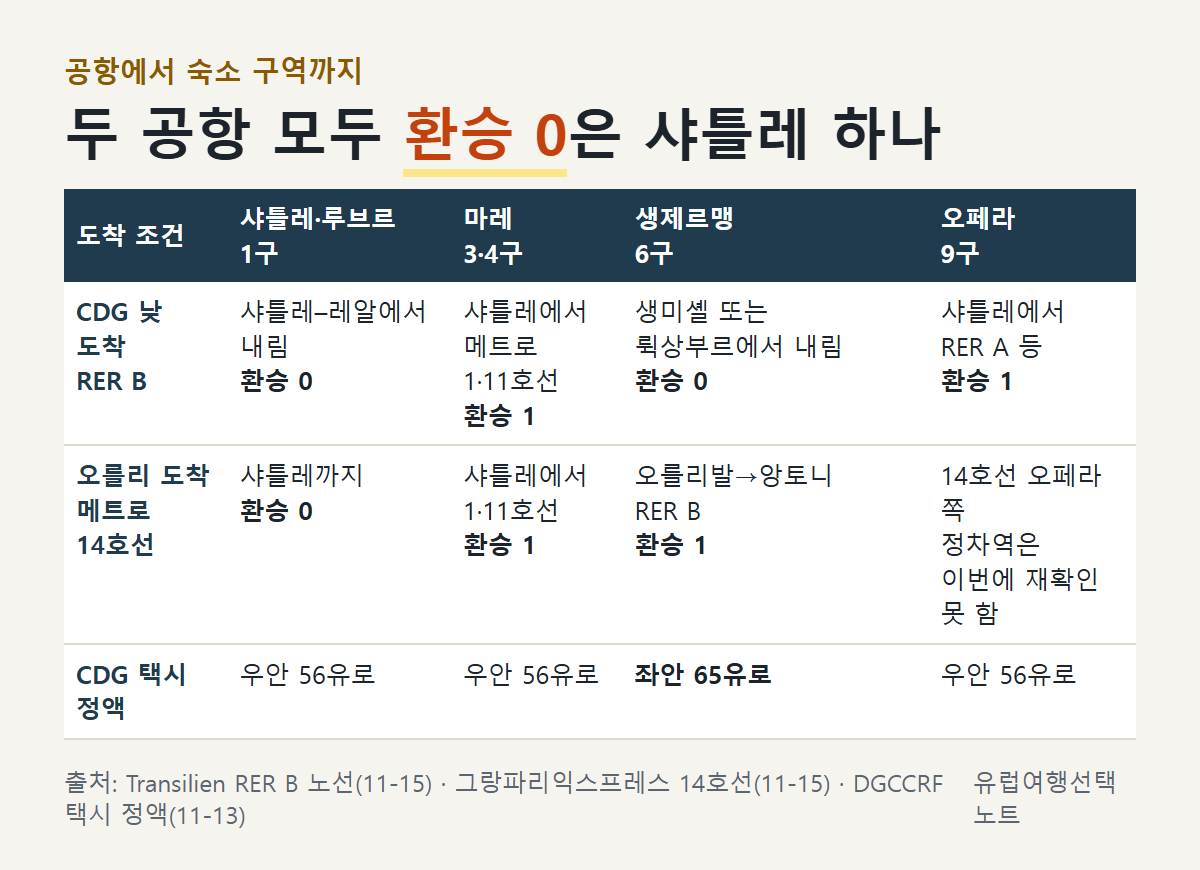 공항에서 숙소 구역까지
두 공항 모두 환승 0은 샤틀레 하나
도착 조건
샤틀레·루브르
1구
마레
3·4구
생제르맹
6구
오페라
9구
CDG 낮
도착
RER B
샤틀레–레알에서
내림
환승 0
샤틀레에서
메트로
1·11호선
환승 1
생미셸 또는
뤽상부르에서 내림
환승 0
샤틀레에서
RER A 등
환승 1
오를리 도착
메트로
14호선
샤틀레까지
환승 0
샤틀레에서
1·11호선
환승 1
오를리발→앙토니
RER B
환승 1
14호선 오페라
쪽
정차역은
이번에 재확인
못 함
CDG 택시
정액
우안 56유로
우안 56유로
좌안 65유로
우안 56유로
출처: Transilien RER B 노선(11-15) · 그랑파리익스프레스 14호선(11-15) · DGCCRF
택시 정액(11-13)
유럽여행선택
노트